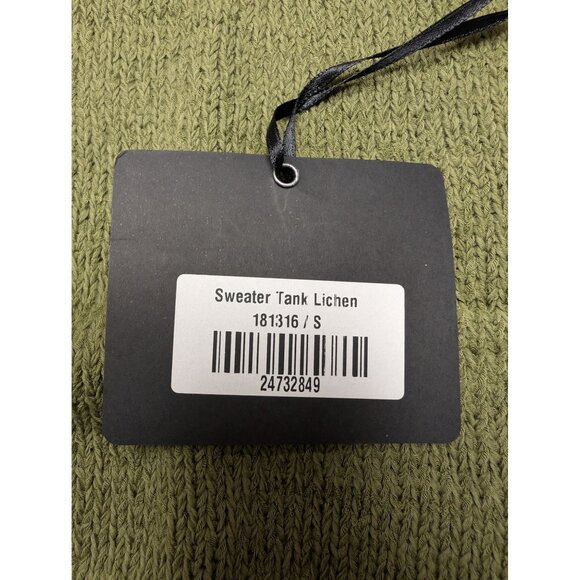 Sweater Tank Lichen
181316 / S
24732849